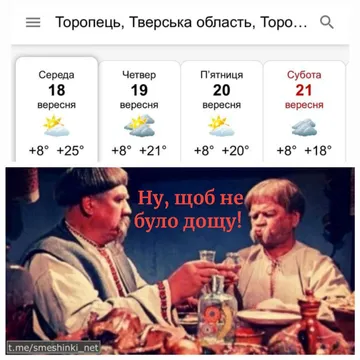 Торопець, Тверська область, Торо...
Середа Четвер П'ятниця Субота
18 19 20 21
вересня вересня вересня вересня
+8° +25° +8° +21° +8° +20° +8° +18°
Ну, щоб не
було дощу!
t.me/smeshinki_net